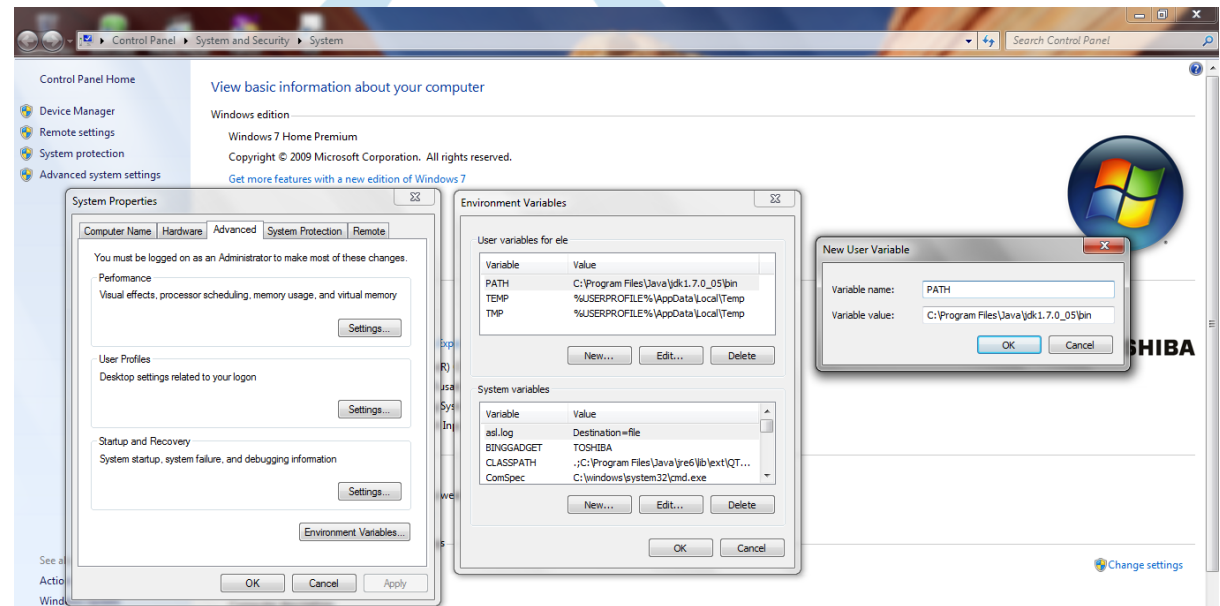 Control Panel ▸ System and Security ▸ System
Search Control Panel
Control Panel Home
Device Manager
Remote settings
System protection
Advanced system settings
View basic information about your computer
Windows edition
Windows 7 Home Premium
Copyright © 2009 Microsoft Corporation. All rights reserved.
Get more features with a new edition of Windows 7
System Properties
Computer Name Hardware Advanced System Protection Remote
You must be logged on as an Administrator to make most of these changes.
Performance
Visual effects, processor scheduling, memory usage, and virtual memory
Settings...
User Profiles
Desktop settings related to your logon
Settings...
Startup and Recovery
System startup, system failure, and debugging information
Settings...
Environment Variables...
OK Cancel Apply
Environment Variables
User variables for ele
Variable Value
PATH C:\Program Files\Java\jdk1.7.0_05\bin
TEMP %USERPROFILE%\AppData\Local\Temp
TMP %USERPROFILE%\AppData\Local\Temp
New... Edit... Delete
System variables
Variable Value
asl.log Destination=file
BINGGADGET TOSHIBA
CLASSPATH .;C:\Program Files\Java\jre6\lib\ext\QT...
ComSpec C:\windows\system32\cmd.exe
New... Edit... Delete
OK Cancel
New User Variable
Variable name: PATH
Variable value: C:\Program Files\Java\jdk1.7.0_05\bin
OK Cancel
SHIBA
See al
Actio
Change settings